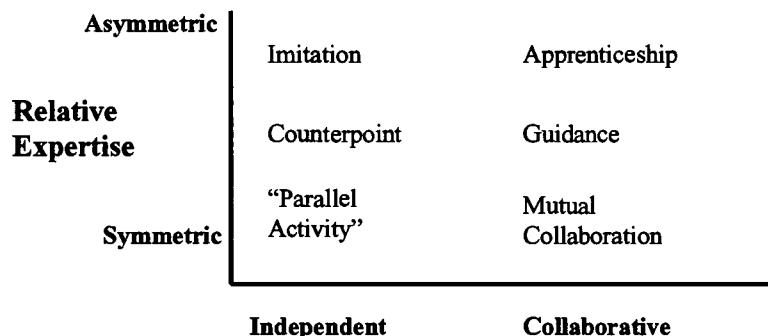 Asymmetric
Imitation Apprenticeship
Relative
Expertise
Counterpoint Guidance
“Parallel
Activity”
Mutual
Collaboration
Symmetric
Independent Collaborative